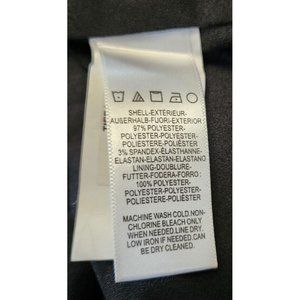 SHELL-EXTÉRIEUR-
AUßERHALB-FUORI-EXTERIOR:
97% POLYESTER-
POLYESTER-POLYESTER-
POLIESTERE-POLIÉSTER
3% SPANDEX-ÉLASTHANNE-
ELASTAN-ELASTAN-ELASTANO
LINING-DOUBLURE-
FUTTER-FODERA-FORRO:
100% POLYESTER-
POLYESTER-POLYESTER-
POLIESTERE-POLIÉSTER
MACHINE WASH COLD.NON-
CHLORINE BLEACH ONLY
WHEN NEEDED.LINE DRY.
LOW IRON IF NEEDED.CAN
BE DRY CLEANED.